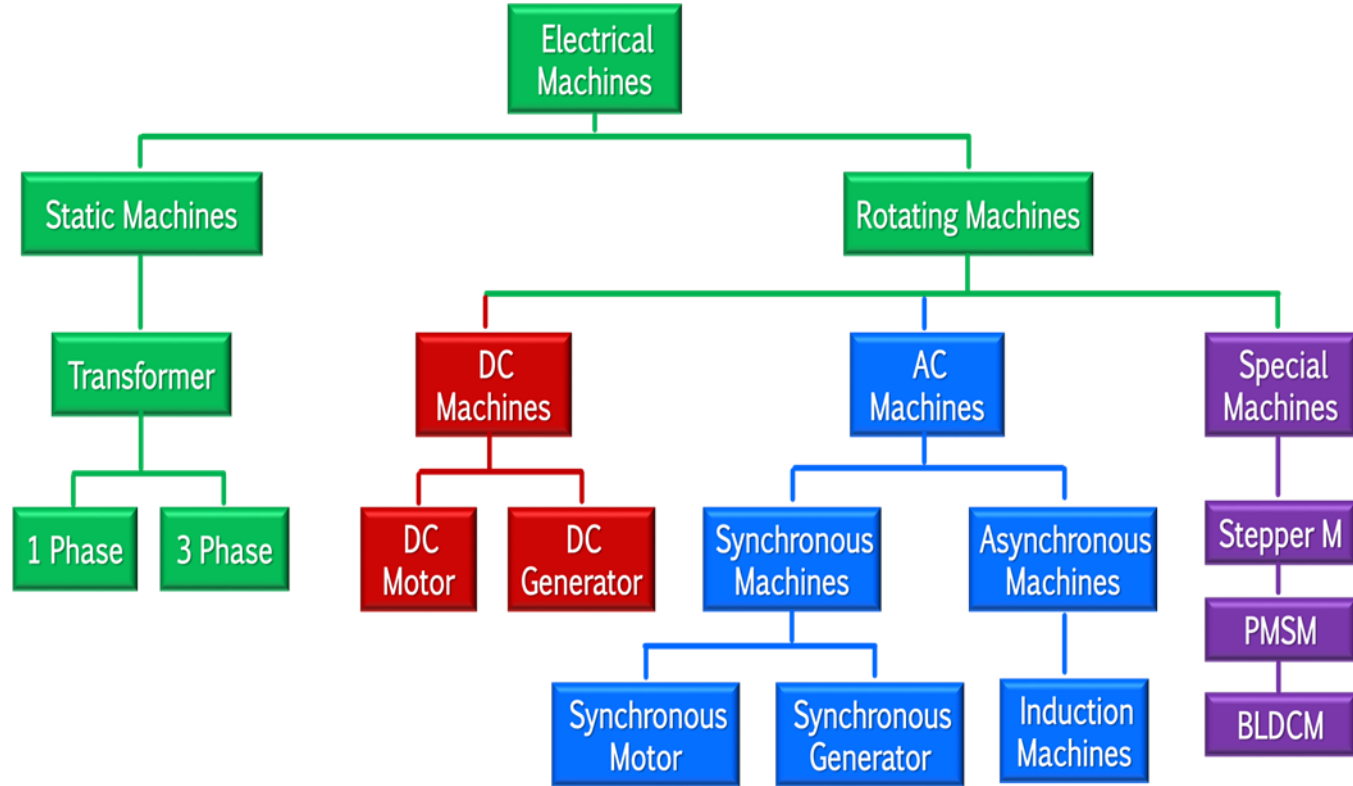 Electrical
Machines
Static Machines
Rotating Machines
Transformer
DC
Machines
AC
Machines
Special
Machines
1 Phase
3 Phase
DC
Motor
DC
Generator
Synchronous
Machines
Asynchronous
Machines
Stepper M
PMSM
Synchronous
Motor
Synchronous
Generator
Induction
Machines
BLDCM